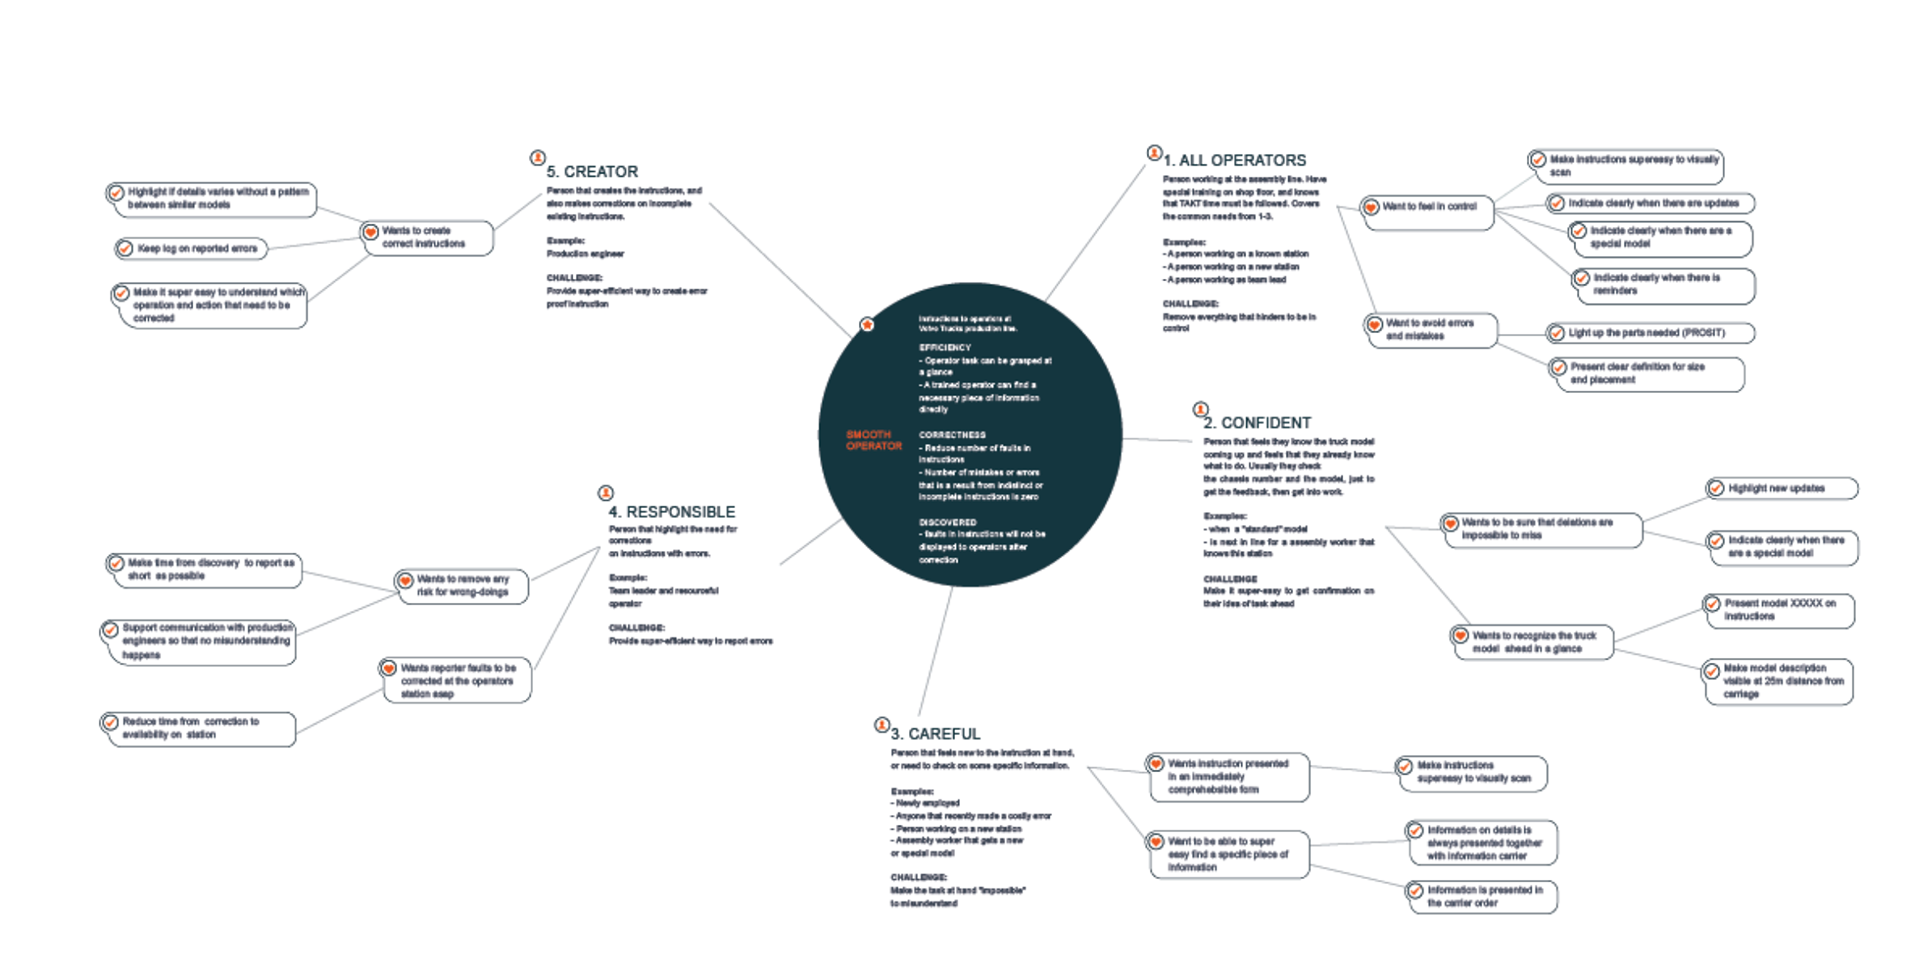 5. CREATOR
Person that creates the instructions, and
also makes corrections on incomplete
existing instructions.
Example:
Production engineer
CHALLENGE:
Provide super-efficient way to create error
proof instruction
Wants to create
correct instructions
Highlight if details varies without a pattern
between similar models
Keep log on reported errors
Make it super easy to understand which
operation and action that need to be
corrected
1. ALL OPERATORS
Person working at the assembly line. Have
special training on shop floor, and knows
that TAKT time must be followed. Covers
the common needs from 1-3.
Examples:
- A person working on a known station
- A person working on a new station
- A person working as team lead
CHALLENGE:
Remove everything that hinders to be in
control
Want to feel in control
Make instructions supereasy to visually
scan
Indicate clearly when there are updates
Indicate clearly when there are a
special model
Indicate clearly when there is
reminders
Want to avoid errors
and mistakes
Light up the parts needed (PROSIT)
Present clear definition for size
and placement
SMOOTH
OPERATOR
Instructions to operators at
Volvo Trucks production line.
EFFICIENCY
- Operator task can be grasped at
a glance
- A trained operator can find a
necessary piece of information
directly
CORRECTNESS
- Reduce number of faults in
instructions
- Number of mistakes or errors
that is a result from indistinct or
incomplete instructions is zero
DISCOVERED
- faults in instructions will not be
displayed to operators after
correction
2. CONFIDENT
Person that feels they know the truck model
coming up and feels that they already know
what to do. Usually they check
the chassis number and the model, just to
get the feedback, then get into work.
Examples:
- when a "standard" model
- is next in line for a assembly worker that
knows this station
CHALLENGE
Make it super-easy to get confirmation on
their idea of task ahead
Wants to be sure that deiations are
impossible to miss
Highlight new updates
Indicate clearly when there
are a special model
Wants to recognize the truck
model ahead in a glance
Present model XXXXX on
instructions
Make model description
visible at 25m distance from
carriage
4. RESPONSIBLE
Person that highlight the need for
corrections
on instructions with errors.
Example:
Team leader and resourceful
operator
CHALLENGE:
Provide super-efficient way to report errors
Wants to remove any
risk for wrong-doings
Make time from discovery to report as
short as possible
Support communication with production
engineers so that no misunderstanding
happens
Wants reporter faults to be
corrected at the operators
station asap
Reduce time from correction to
availability on station
3. CAREFUL
Person that feels new to the instruction at hand,
or need to check on some specific information.
Examples:
- Newly employed
- Anyone that recently made a costly error
- Person working on a new station
- Assembly worker that gets a new
or special model
CHALLENGE:
Make the task at hand "impossible"
to misunderstand
Wants instruction presented
in an immediately
comprehebsible form
Make instructions
supereasy to visually scan
Want to be able to super
easy find a specific piece of
information
Information on details is
always presented together
with information carrier
Information is presented in
the carrier order